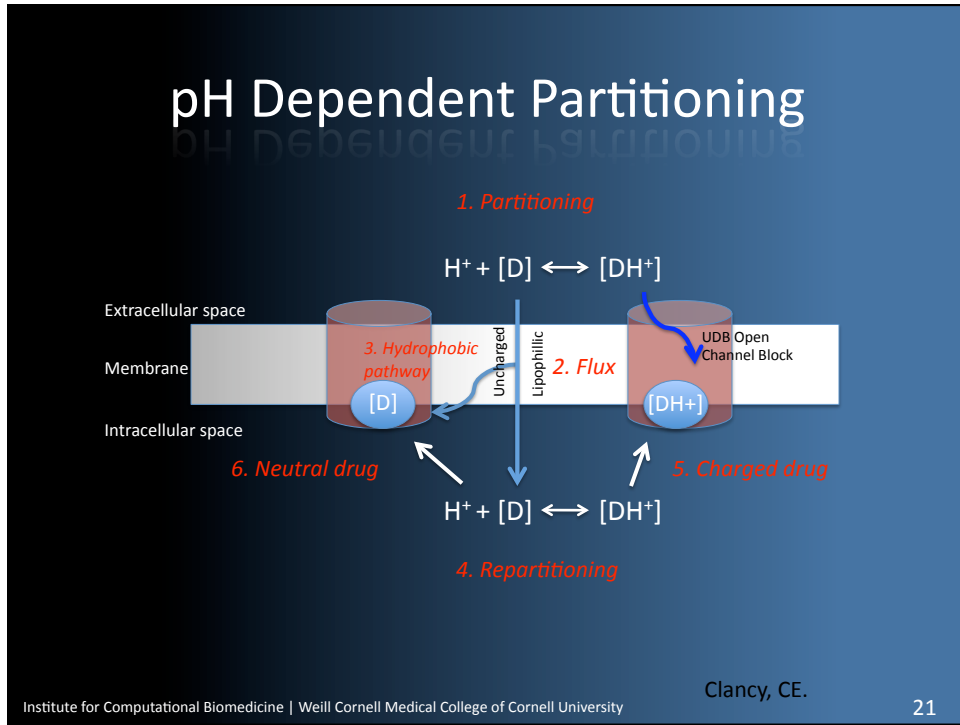 pH Dependent Partitioning
1. Partitioning
H⁺ + [D] ⟷ [DH⁺]
Extracellular space
Membrane
Intracellular space
3. Hydrophobic
pathway
Uncharged
Lipophillic
2. Flux
UDB Open
Channel Block
[D]
[DH+]
6. Neutral drug
5. Charged drug
H⁺ + [D] ⟷ [DH⁺]
4. Repartitioning
Clancy, CE.
Institute for Computational Biomedicine | Weill Cornell Medical College of Cornell University
21